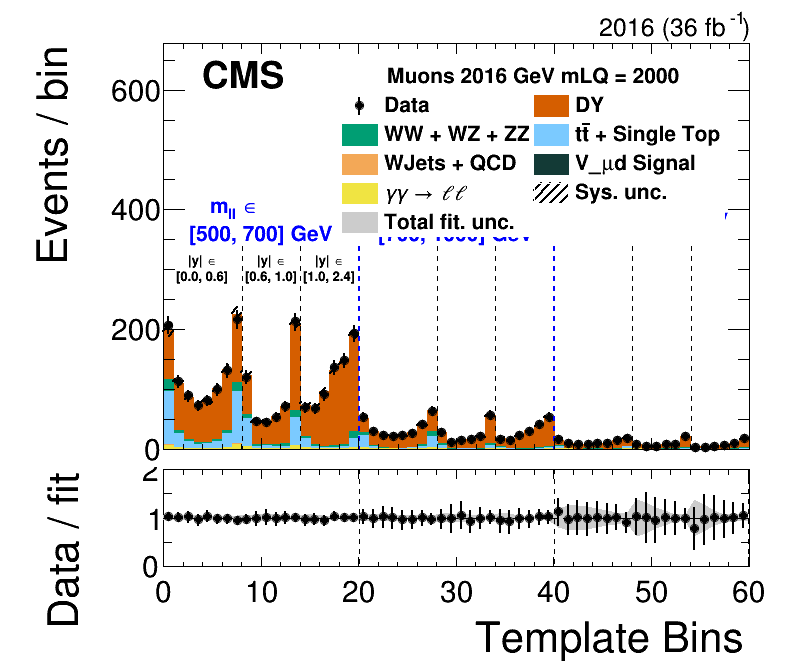 2016 (36 fb-1)
CMS
Muons 2016 GeV mLQ = 2000
Data
DY
WW + WZ + ZZ
tt̄ + Single Top
WJets + QCD
V_μd Signal
γγ → ℓℓ
Sys. unc.
Total fit. unc.
mll ∈
[500, 700] GeV
|y| ∈
[0.0, 0.6]
|y| ∈
[0.6, 1.0]
|y| ∈
[1.0, 2.4]
Events / bin
600
400
200
0
Data / fit
2
1
0
0 10 20 30 40 50 60
Template Bins